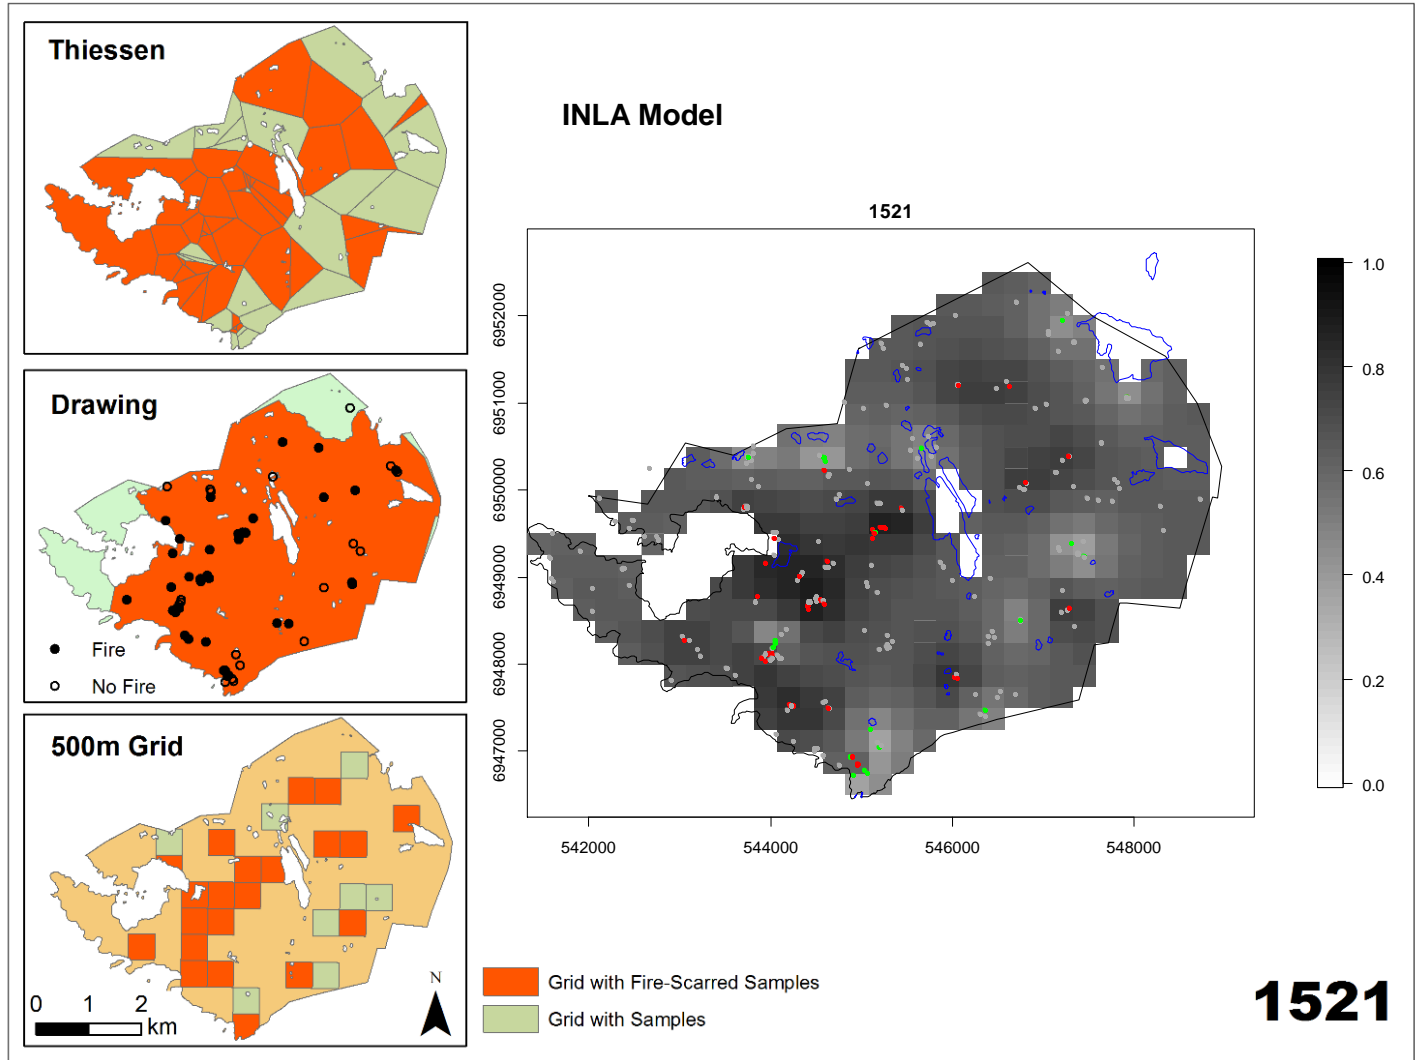 Thiessen
INLA Model
1521
6952000
6951000
6950000
6949000
6948000
6947000
542000
544000
546000
548000
1.0
0.8
0.6
0.4
0.2
0.0
Drawing
Fire
No Fire
500m Grid
0 1 2
km
N
Grid with Fire-Scarred Samples
Grid with Samples
1521